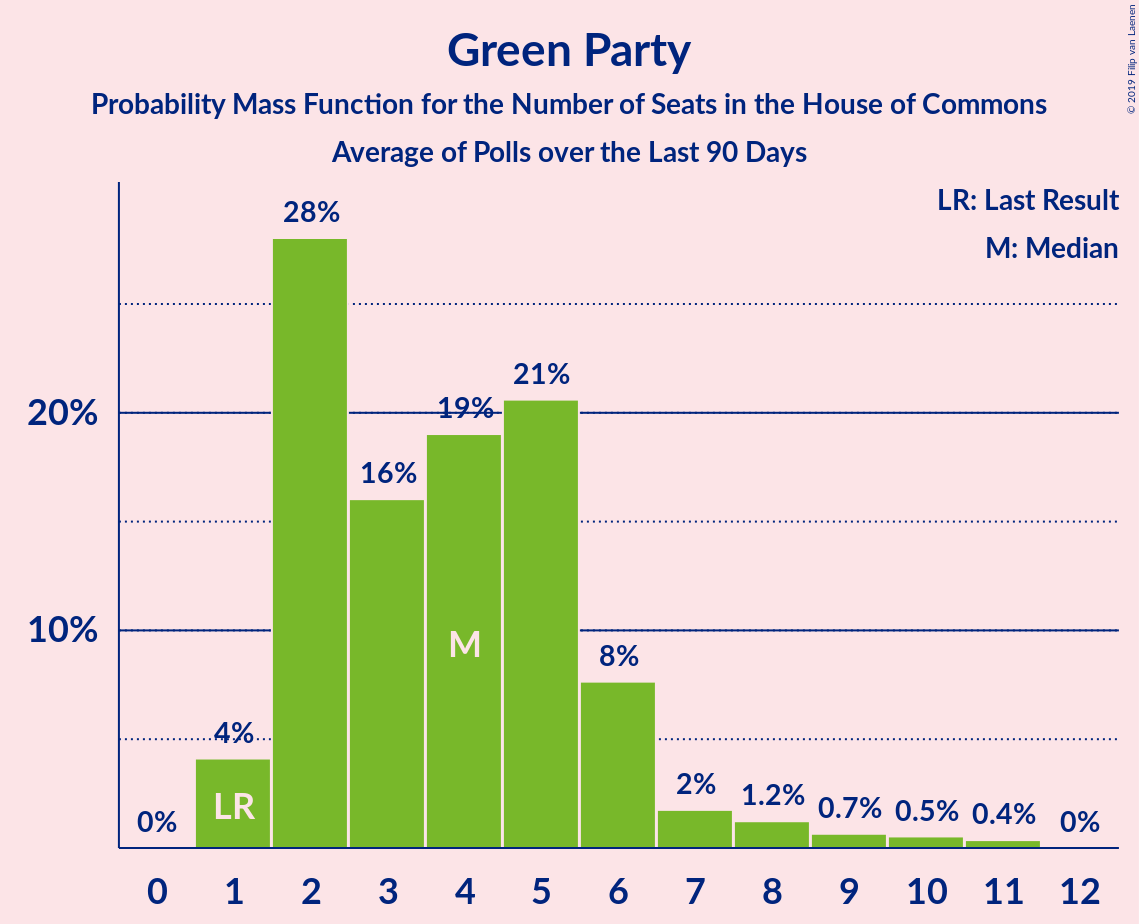 Green Party
Probability Mass Function for the Number of Seats in the House of Commons
Average of Polls over the Last 90 Days
© 2019 Filip van Laenen
LR: Last Result
M: Median
28%
21%
20%
19%
16%
10%
M
8%
4%
LR
2%
1.2%
0.7%
0.5%
0.4%
0%
0%
0 1 2 3 4 5 6 7 8 9 10 11 12